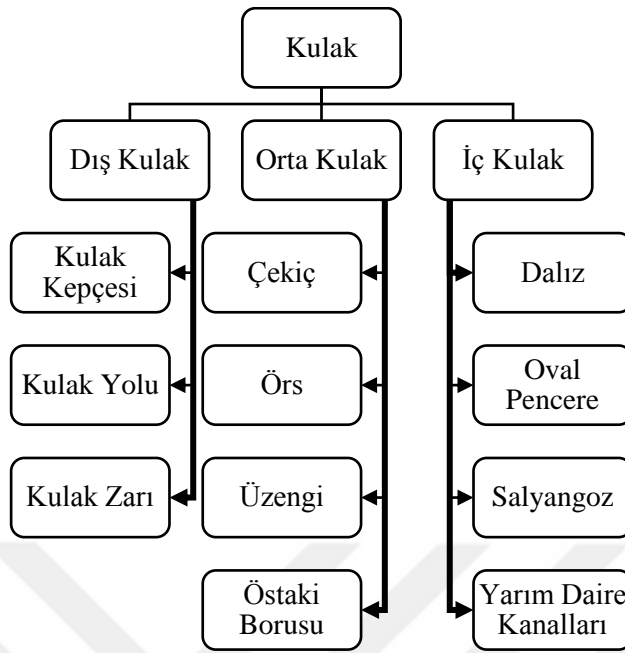 Kulak
Dış Kulak
Orta Kulak
İç Kulak
Kulak
Kepçesi
Çekiç
Dalız
Kulak Yolu
Örs
Oval
Pencere
Kulak Zarı
Üzengi
Salyangoz
Östaki
Borusu
Yarım Daire
Kanalları